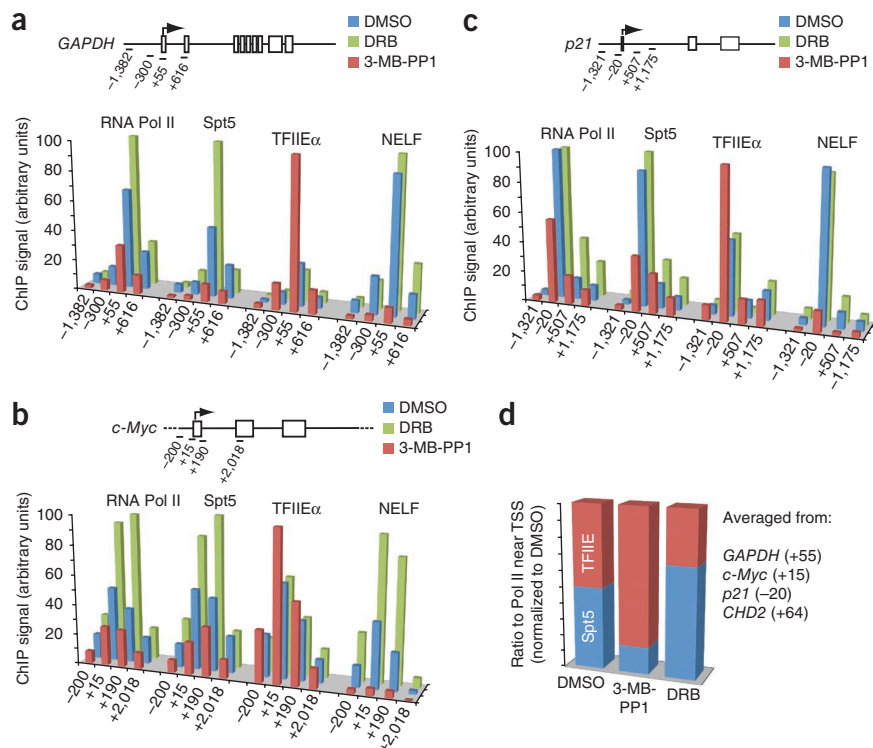 a
GAPDH
−1,382
−300
+55
+616
DMSO
DRB
3-MB-PP1
ChIP signal (arbitrary units)
100
80
60
40
20
RNA Pol II
Spt5
TFIIEα
NELF
−1,382
−300
+55
+616
−1,382
−300
+55
+616
−1,382
−300
+55
+616
−1,382
−300
+55
+616
c
p21
−1,321
−20
+507
+1,175
DMSO
DRB
3-MB-PP1
ChIP signal (arbitrary units)
100
80
60
40
20
RNA Pol II
Spt5
TFIIEα
NELF
−1,321
−20
+507
+1,175
−1,321
−20
+507
+1,175
−1,321
−20
+507
+1,175
−1,321
−20
+507
−1,175
b
c-Myc
−200
+15
+190
+2,018
DMSO
DRB
3-MB-PP1
ChIP signal (arbitrary units)
100
80
60
40
20
RNA Pol II
Spt5
TFIIEα
NELF
−200
+15
+190
+2,018
−200
+15
+190
+2,018
−200
+15
+190
+2,018
−200
+15
+190
+2,018
d
Ratio to Pol II near TSS
(normalized to DMSO)
TFIIE
Spt5
DMSO
3-MB-
PP1
DRB
Averaged from:
GAPDH (+55)
c-Myc (+15)
p21 (−20)
CHD2 (+64)